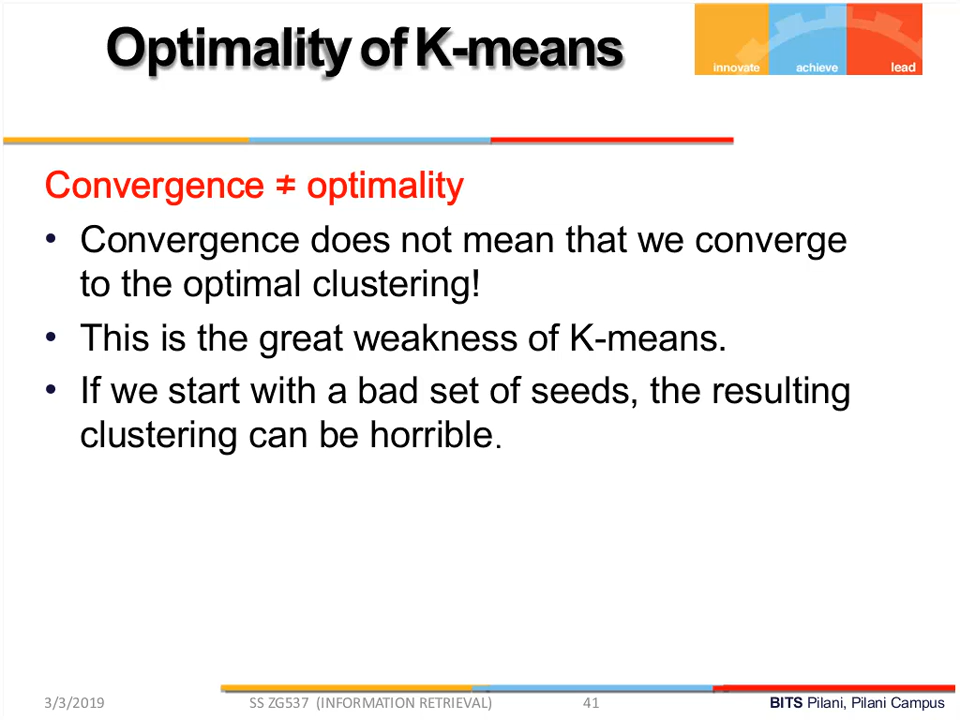 Optimality of K-means
innovate achieve lead
Convergence ≠ optimality
• Convergence does not mean that we converge
to the optimal clustering!
• This is the great weakness of K-means.
• If we start with a bad set of seeds, the resulting
clustering can be horrible.
3/3/2019 SS ZG537 (INFORMATION RETRIEVAL) 41 BITS Pilani, Pilani Campus